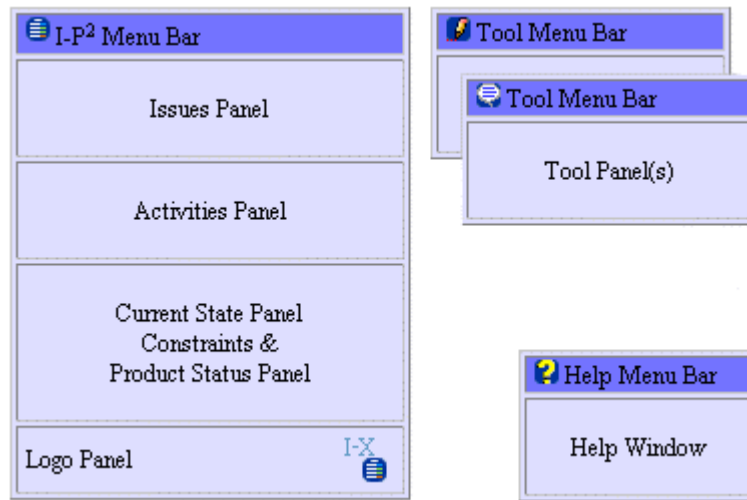 I-P² Menu Bar
Issues Panel
Activities Panel
Current State Panel
Constraints &
Product Status Panel
Logo Panel
I-X
Tool Menu Bar
Tool Menu Bar
Tool Panel(s)
Help Menu Bar
Help Window